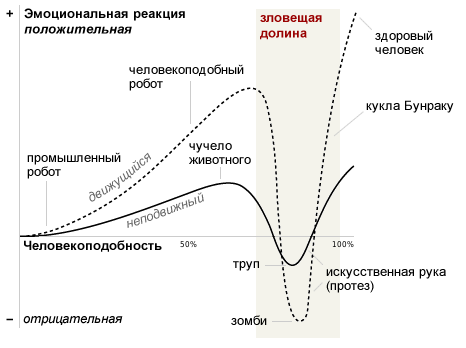 + Эмоциональная реакция
положительная
зловещая
долина
здоровый
человек
человекоподобный
робот
кукла Бунраку
чучело
животного
промышленный
робот
движущийся
неподвижный
Человекоподобность
50%
100%
труп
искусственная рука
(протез)
зомби
– отрицательная